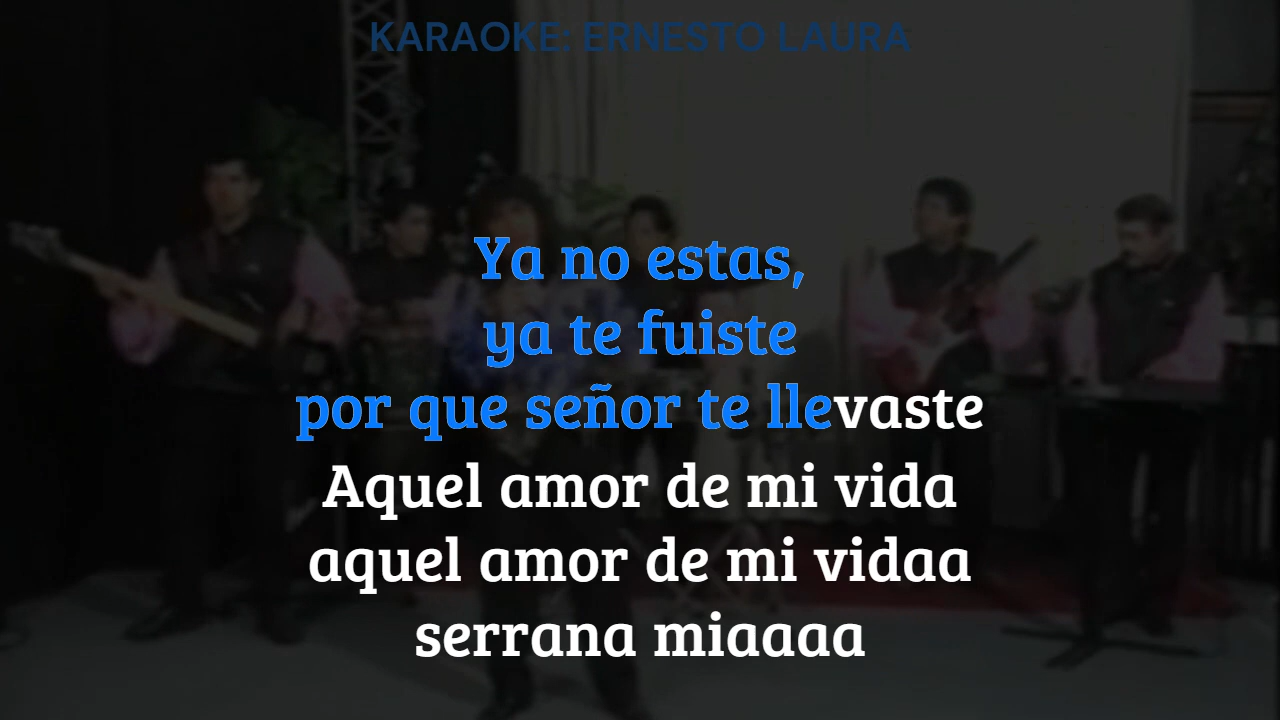 KARAOKE: ERNESTO LAURA
Ya no estas,
ya te fuiste
por que señor te llevaste
Aquel amor de mi vida
aquel amor de mi vidaa
serrana miaaaa